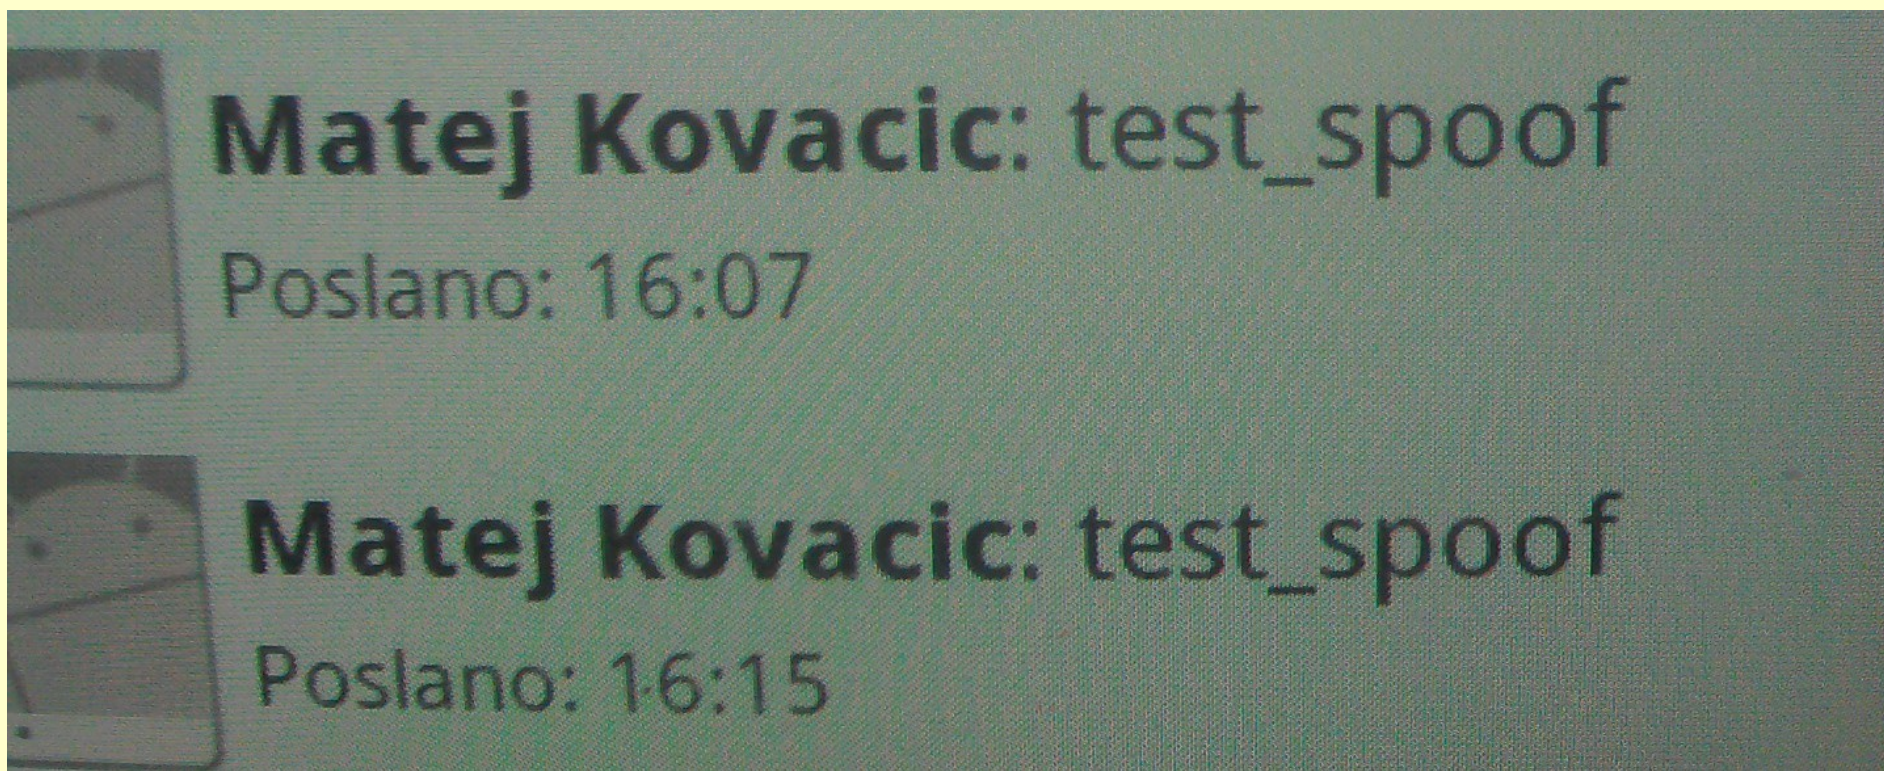 Matej Kovacic: test_spoof
Poslano: 16:07
Matej Kovacic: test_spoof
Poslano: 16:15